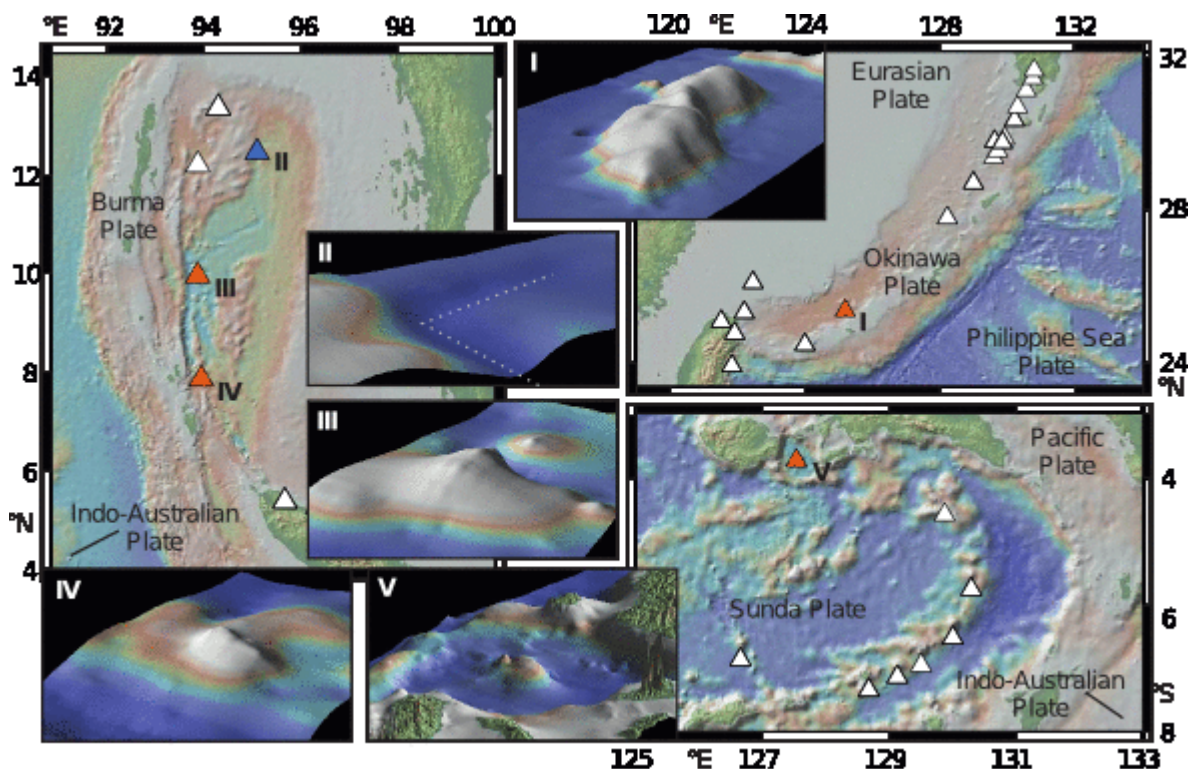 °E
92
94
96
98
100
14
12
10
8
6
°N
4
Burma
Plate
II
III
IV
Indo-Australian
Plate
120
°E
124
128
132
32
28
24
°N
Eurasian
Plate
Okinawa
Plate
I
Philippine Sea
Plate
I
II
III
IV
V
Pacific
Plate
V
Sunda Plate
Indo-Australian
Plate
4
6
°S
8
125
°E
127
129
131
133